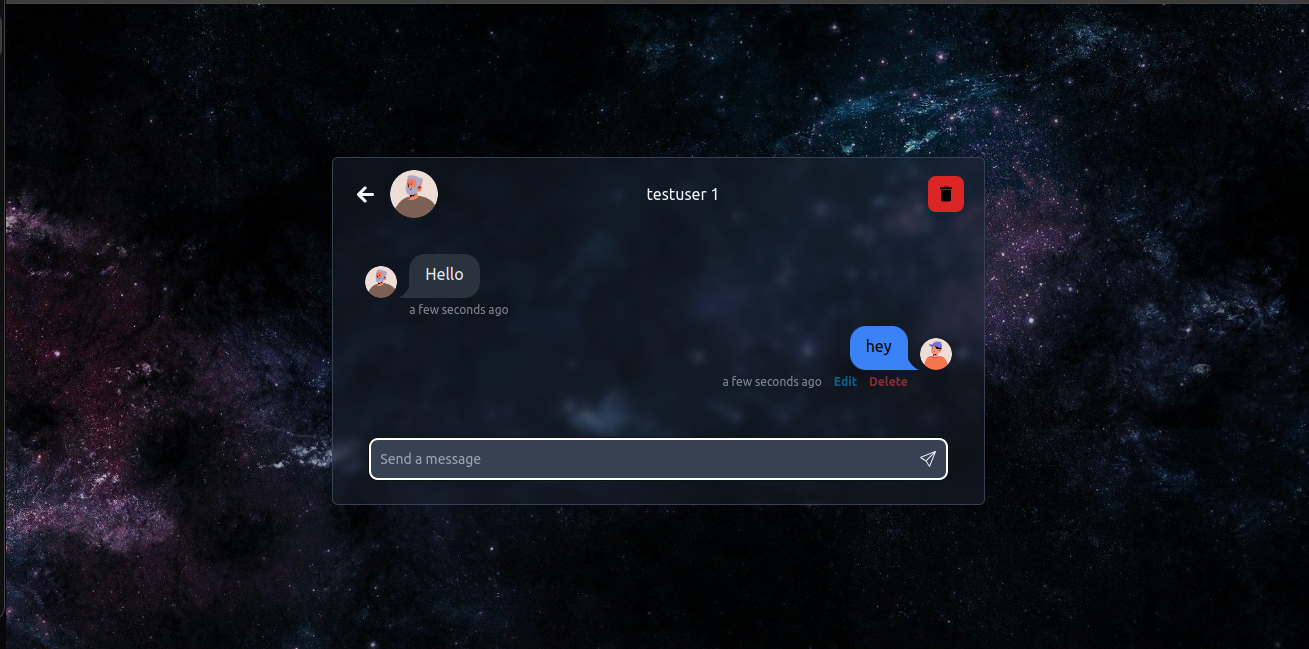 testuser 1
Hello
a few seconds ago
hey
a few seconds ago Edit Delete
Send a message